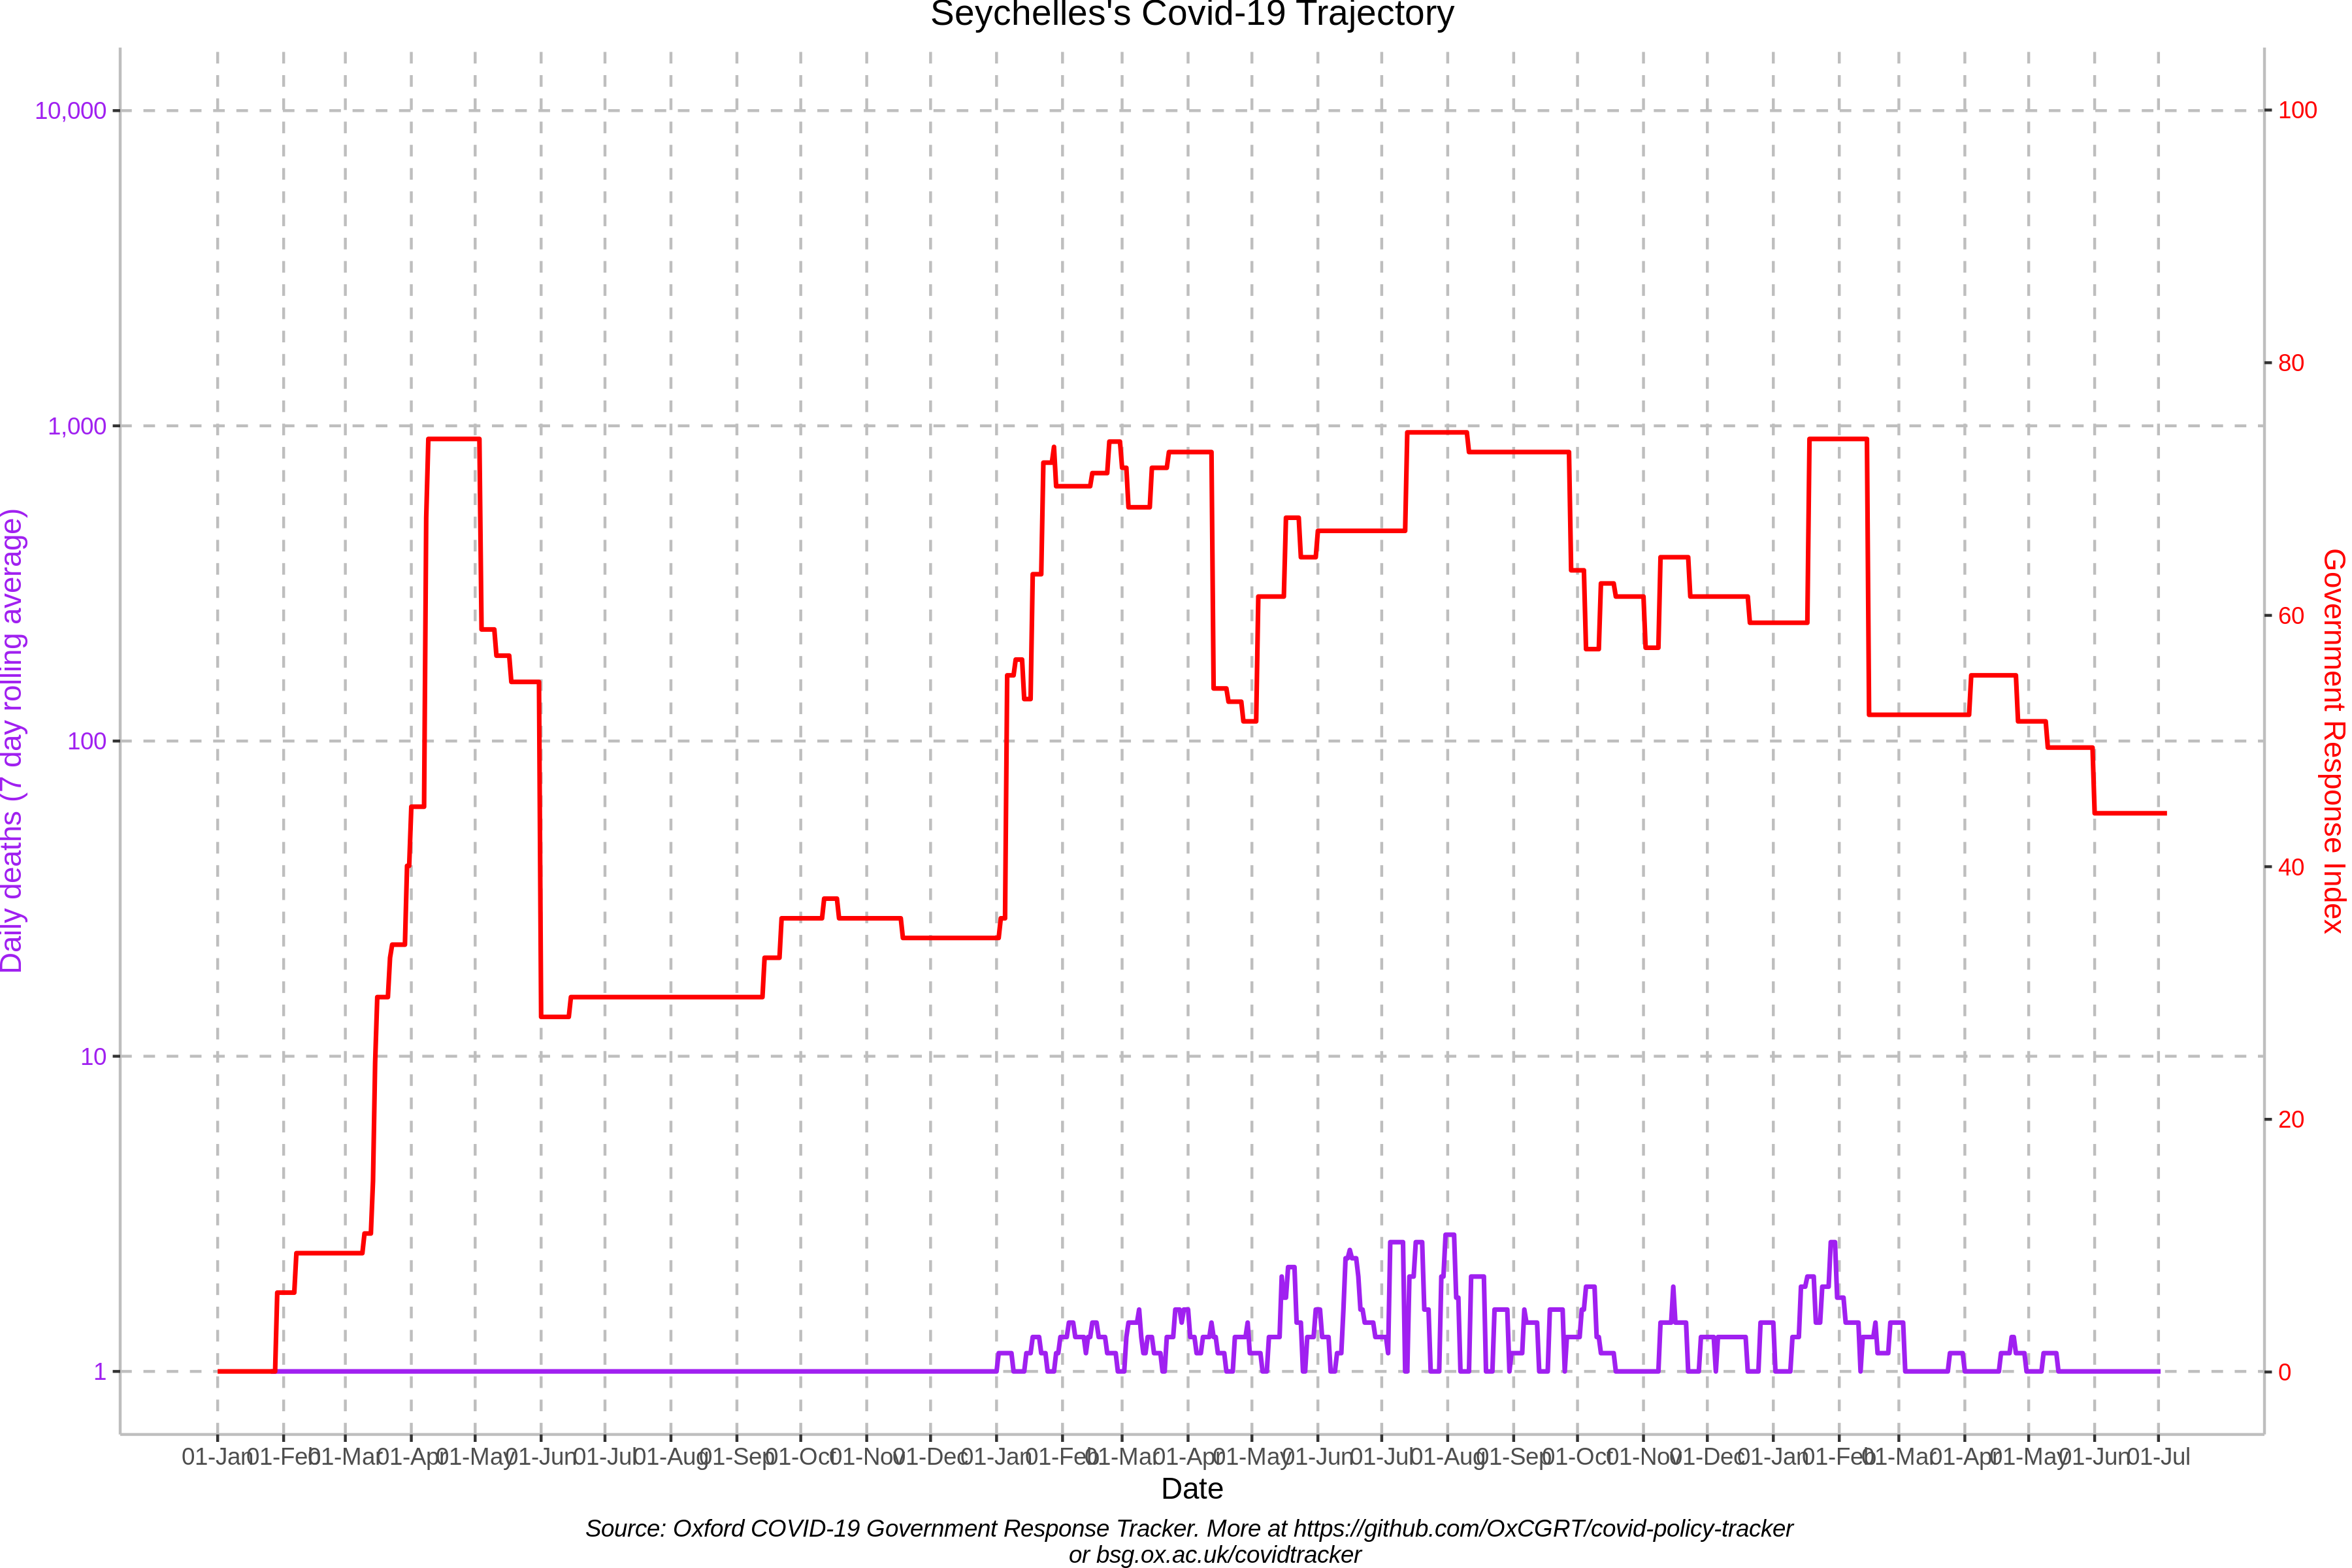 Seychelles's Covid-19 Trajectory
10,000
1,000
100
10
1
Daily deaths (7 day rolling average)
100
80
60
40
20
0
Government Response Index
01-Jan 01-Feb 01-Mar 01-Apr 01-May 01-Jun 01-Jul 01-Aug 01-Sep 01-Oct 01-Nov 01-Dec 01-Jan 01-Feb 01-Mar 01-Apr 01-May 01-Jun 01-Jul 01-Aug 01-Sep 01-Oct 01-Nov 01-Dec 01-Jan 01-Feb 01-Mar 01-Apr 01-May 01-Jun 01-Jul
Date
Source: Oxford COVID-19 Government Response Tracker. More at https://github.com/OxCGRT/covid-policy-tracker
or bsg.ox.ac.uk/covidtracker